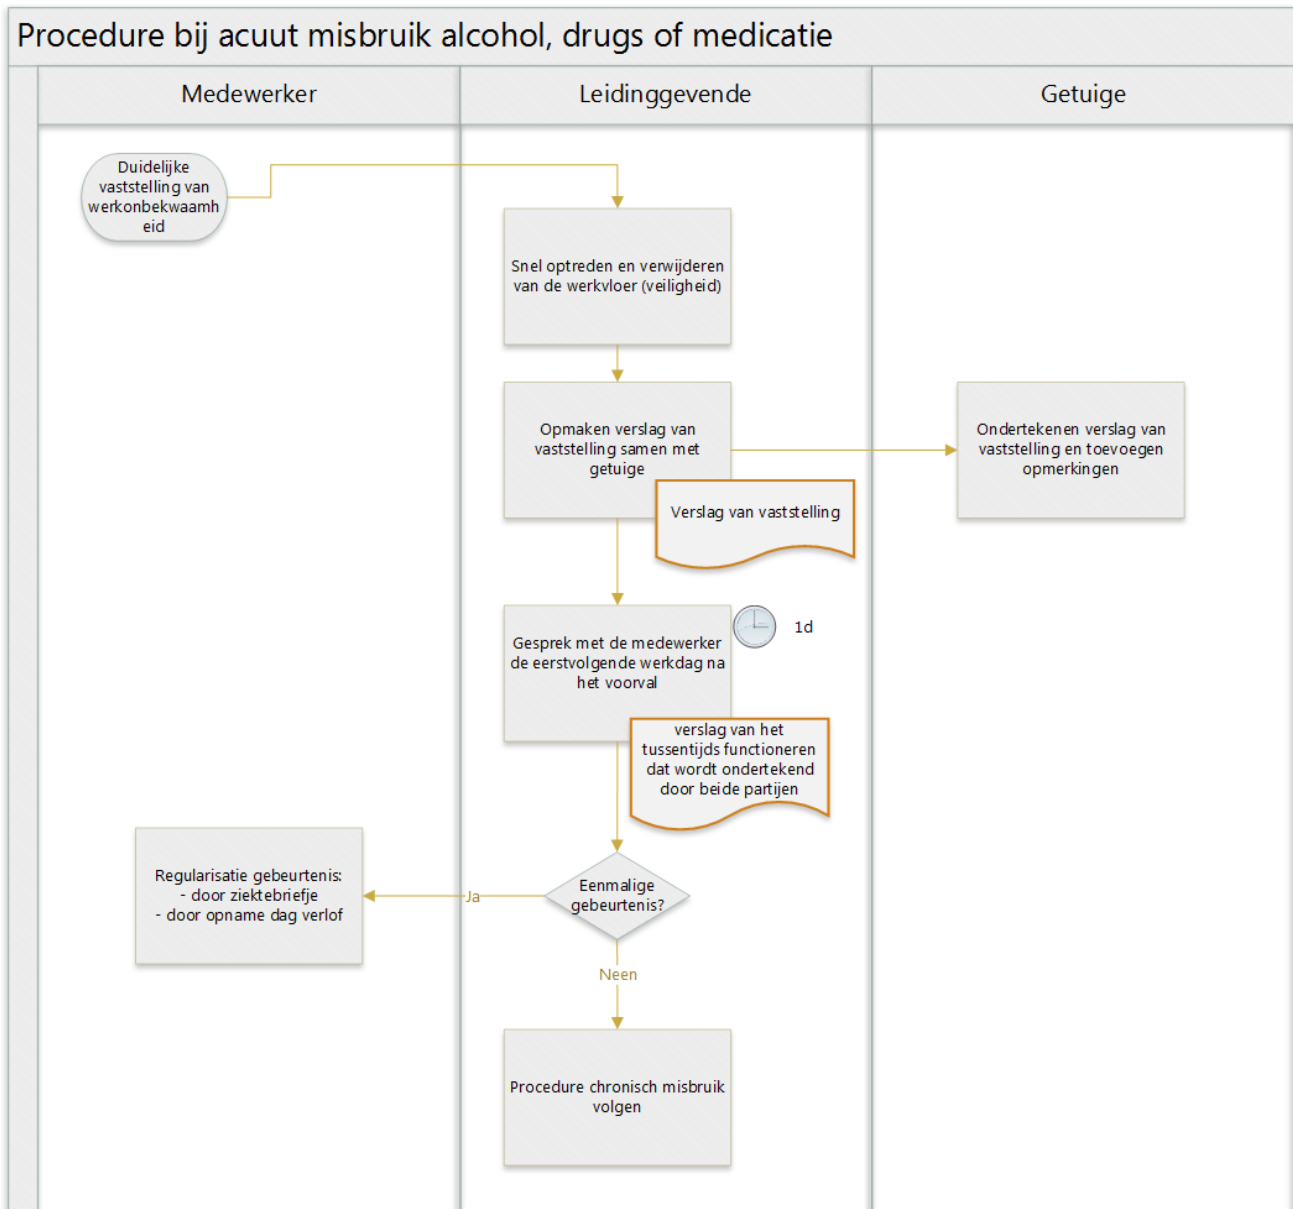 Procedure bij acuut misbruik alcohol, drugs of medicatie
Medewerker
Leidinggevende
Getuige
Duidelijke
vaststelling van
werkonbekwaamh
eid
Snel optreden en verwijderen
van de werkvloer (veiligheid)
Opmaken verslag van
vaststelling samen met
getuige
Ondertekenen verslag van
vaststelling en toevoegen
opmerkingen
Verslag van vaststelling
Gesprek met de medewerker
de eerstvolgende werkdag na
het voorval
1d
verslag van het
tussentijds functioneren
dat wordt ondertekend
door beide partijen
Eenmalige
gebeurtenis?
Ja
Regularisatie gebeurtenis:
- door ziektebriefje
- door opname dag verlof
Neen
Procedure chronisch misbruik
volgen